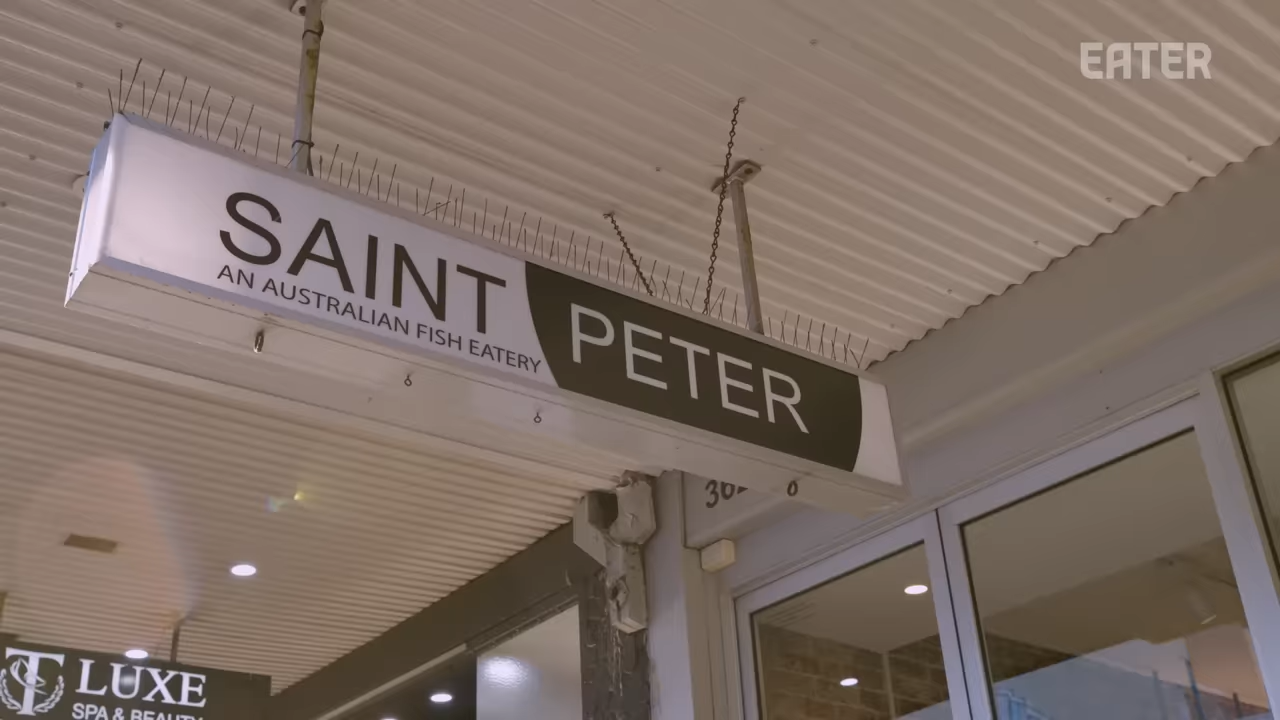 EATER
SAINT PETER
AN AUSTRALIAN FISH EATERY
LUXE
SPA & BEAUTY